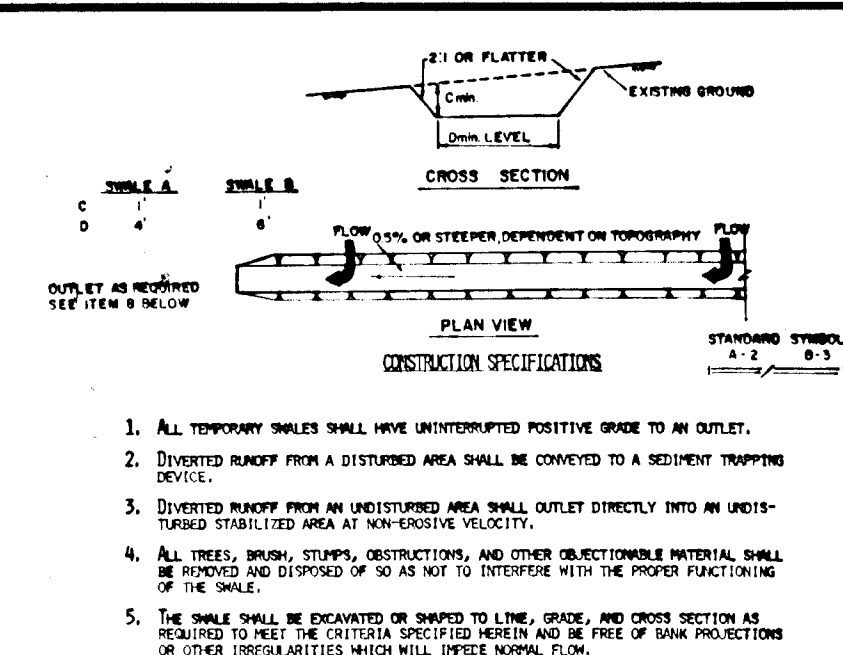 2:1 OR FLATTER
C min.
EXISTING GROUND
Dmin. LEVEL
CROSS SECTION
SWALE A SWALE B
C 1' 1'
D 4' 6'
FLOW 0.5% OR STEEPER, DEPENDENT ON TOPOGRAPHY FLOW
OUTLET AS REQUIRED
SEE ITEM 8 BELOW
PLAN VIEW
STANDARD SYMBOL
A-2 B-3
CONSTRUCTION SPECIFICATIONS
1. ALL TEMPORARY SWALES SHALL HAVE UNINTERRUPTED POSITIVE GRADE TO AN OUTLET.
2. DIVERTED RUNOFF FROM A DISTURBED AREA SHALL BE CONVEYED TO A SEDIMENT TRAPPING
DEVICE.
3. DIVERTED RUNOFF FROM AN UNDISTURBED AREA SHALL OUTLET DIRECTLY INTO AN UNDIS-
TURBED STABILIZED AREA AT NON-EROSIVE VELOCITY.
4. ALL TREES, BRUSH, STUMPS, OBSTRUCTIONS, AND OTHER OBJECTIONABLE MATERIAL SHALL
BE REMOVED AND DISPOSED OF SO AS NOT TO INTERFERE WITH THE PROPER FUNCTIONING
OF THE SWALE.
5. THE SWALE SHALL BE EXCAVATED OR SHAPED TO LINE, GRADE, AND CROSS SECTION AS
REQUIRED TO MEET THE CRITERIA SPECIFIED HEREIN AND BE FREE OF BANK PROJECTIONS
OR OTHER IRREGULARITIES WHICH WILL IMPEDE NORMAL FLOW.